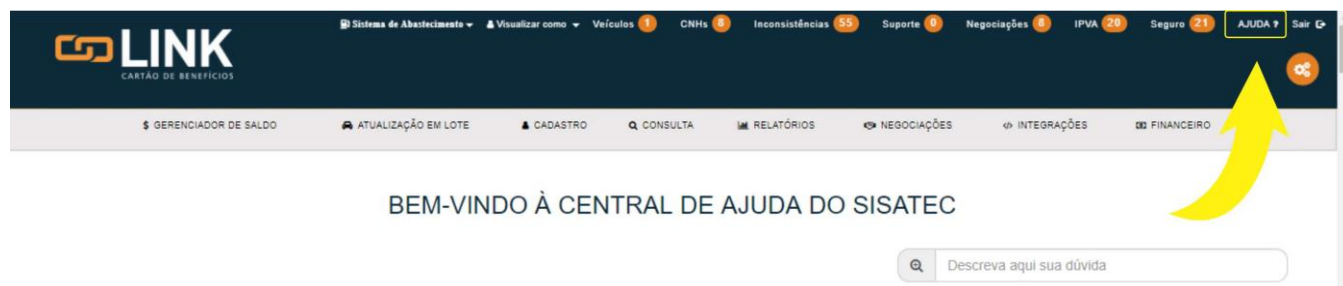 Sistema de Abastecimento Visualizar como Veículos 1 CNHs 8 Inconsistências 55 Suporte 0 Negociações 8 IPVA 20 Seguro 21 AJUDA ? Sair
LINK
CARTÃO DE BENEFÍCIOS
$ GERENCIADOR DE SALDO ATUALIZAÇÃO EM LOTE CADASTRO CONSULTA RELATÓRIOS NEGOCIAÇÕES INTEGRAÇÕES FINANCEIRO
BEM-VINDO À CENTRAL DE AJUDA DO SISATEC
Descreva aqui sua dúvida